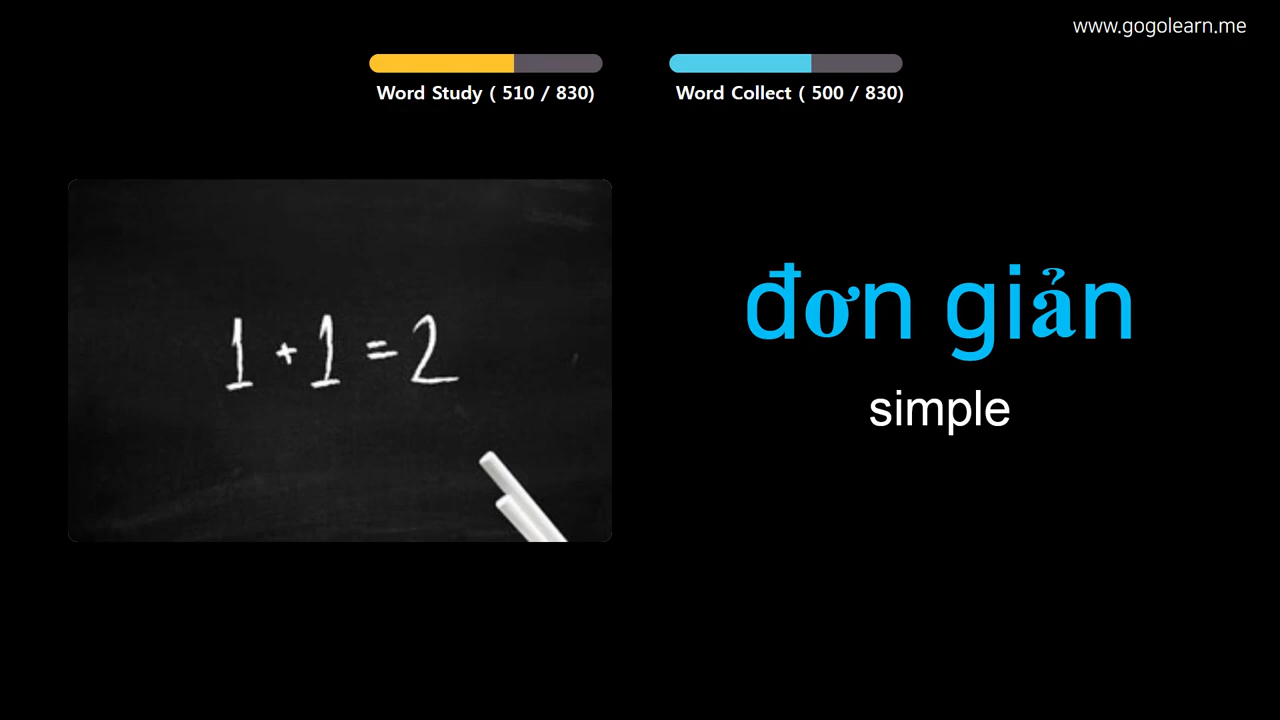 www.gogolearn.me
Word Study ( 510 / 830)
Word Collect ( 500 / 830)
1 + 1 = 2
đơn giản
simple